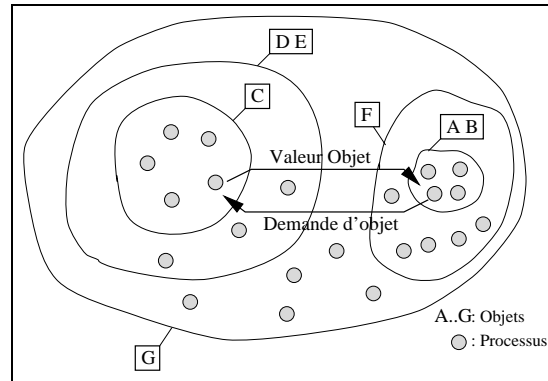 D E
C
F
A B
Valeur Objet
Demande d'objet
A..G: Objets
: Processus
G